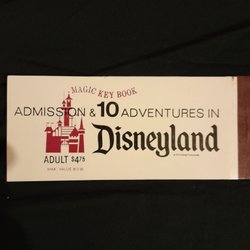 MAGIC KEY BOOK
ADMISSION & 10 ADVENTURES IN
Disneyland
ADULT $4.75